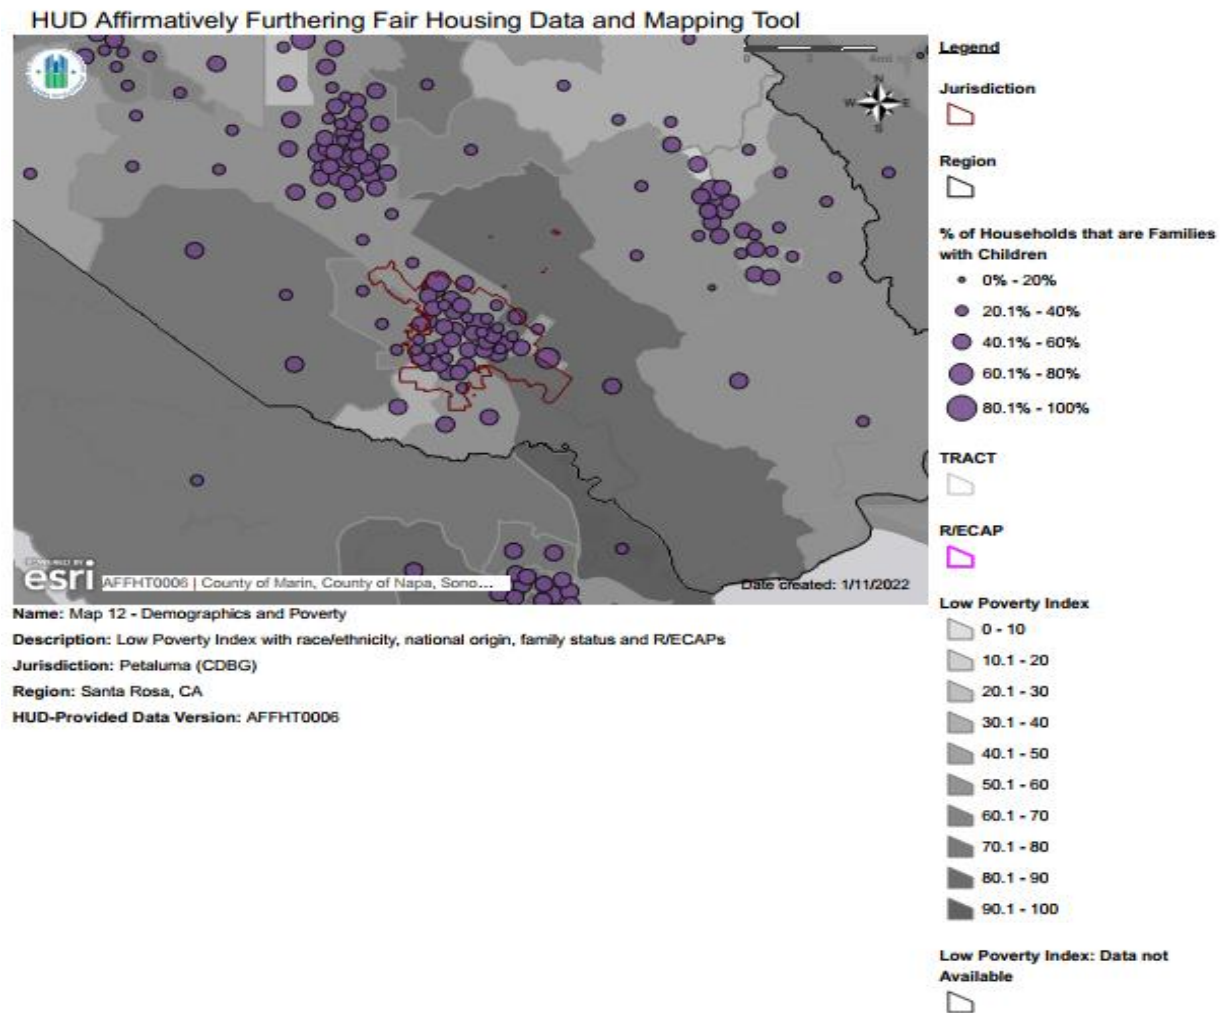 HUD Affirmatively Furthering Fair Housing Data and Mapping Tool
N
W
E
S
POWERED BY
esri
AFFHT0006 | County of Marin, County of Napa, Sono...
Date created: 1/11/2022
Name: Map 12 - Demographics and Poverty
Description: Low Poverty Index with race/ethnicity, national origin, family status and R/ECAPs
Jurisdiction: Petaluma (CDBG)
Region: Santa Rosa, CA
HUD-Provided Data Version: AFFHT0006
Legend
Jurisdiction
Region
% of Households that are Families
with Children
0% - 20%
20.1% - 40%
40.1% - 60%
60.1% - 80%
80.1% - 100%
TRACT
R/ECAP
Low Poverty Index
0 - 10
10.1 - 20
20.1 - 30
30.1 - 40
40.1 - 50
50.1 - 60
60.1 - 70
70.1 - 80
80.1 - 90
90.1 - 100
Low Poverty Index: Data not
Available